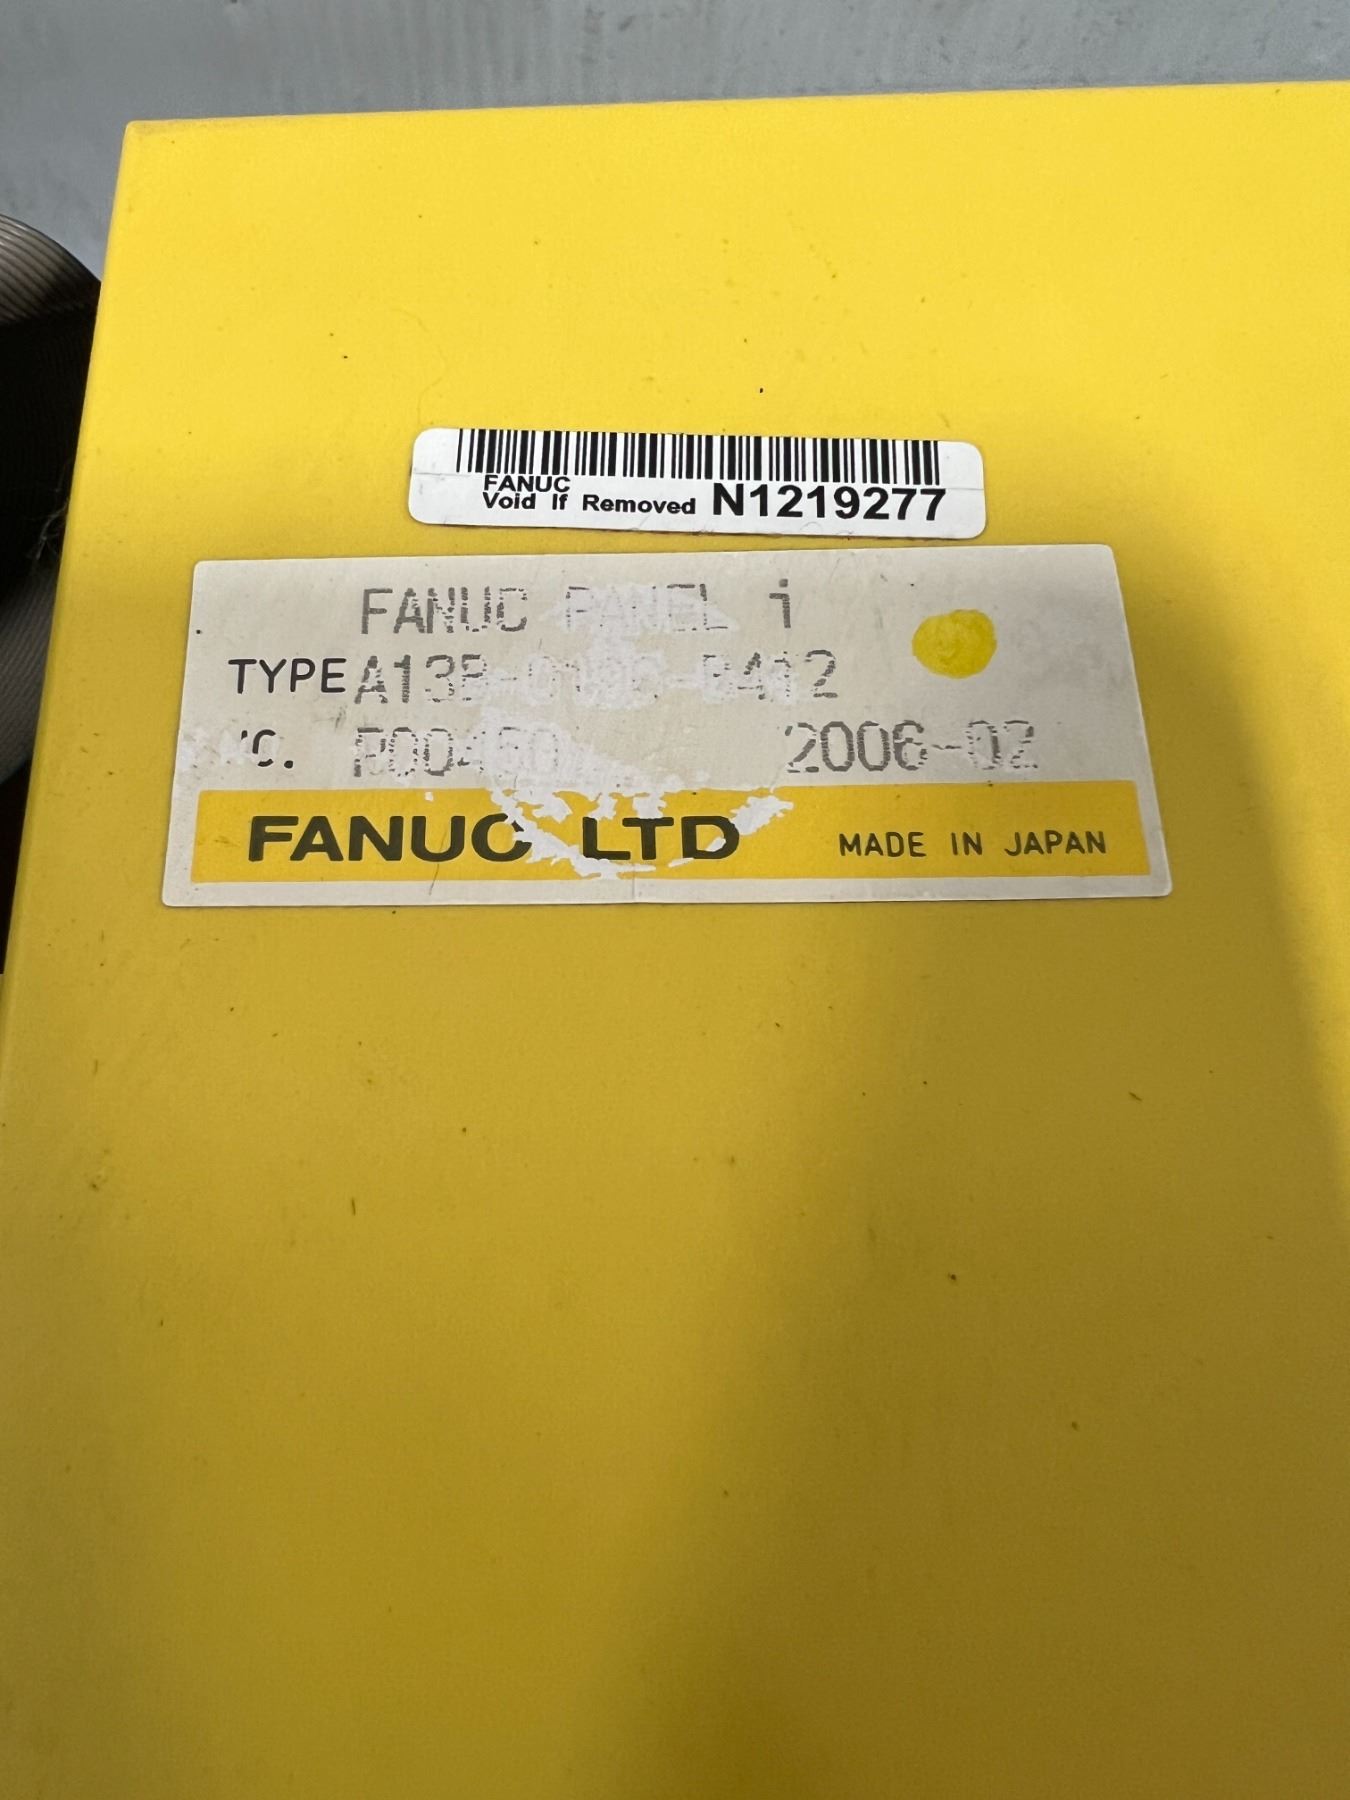 FANUC
Void If Removed N1219277
FANUC PANEL i
TYPE
2006-02
FANUC LTD MADE IN JAPAN